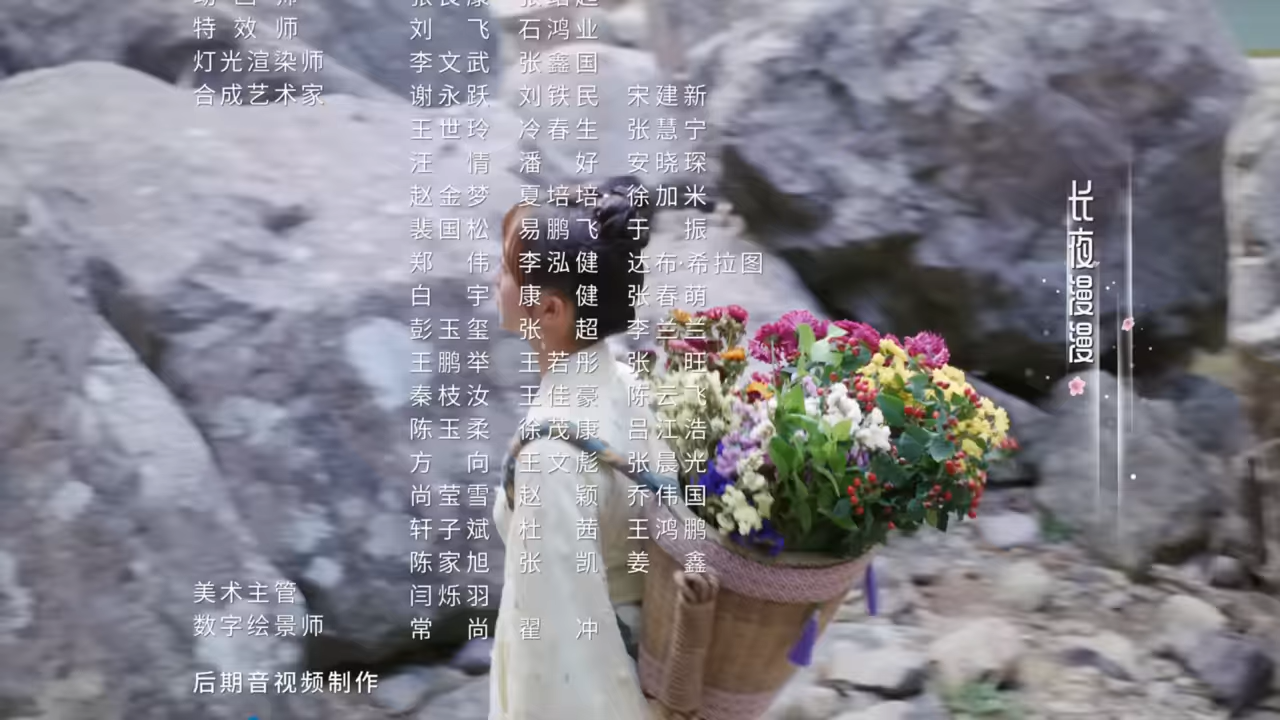 特效师 刘飞 石鸿业
灯光渲染师 李文武 张鑫国
合成艺术家 谢永跃 刘铁民 宋建新
王世玲 冷春生 张慧宁
汪情 潘好 安晓琛
赵金梦 夏培培 徐加米
裴国松 易鹏飞 于振
郑伟 李泓健 达布·希拉图
白宇 康健 张春萌
彭玉玺 张超 李兰兰
王鹏举 王若彤 张旺
秦枝汝 王佳豪 陈云飞
陈玉柔 徐茂康 吕江浩
方向 王文彪 张晨光
尚莹雪 赵颖 乔伟国
轩子斌 杜茜 王鸿鹏
陈家旭 张凯 姜鑫
美术主管 闫烁羽
数字绘景师 常尚 翟冲
后期音视频制作
长夜漫漫